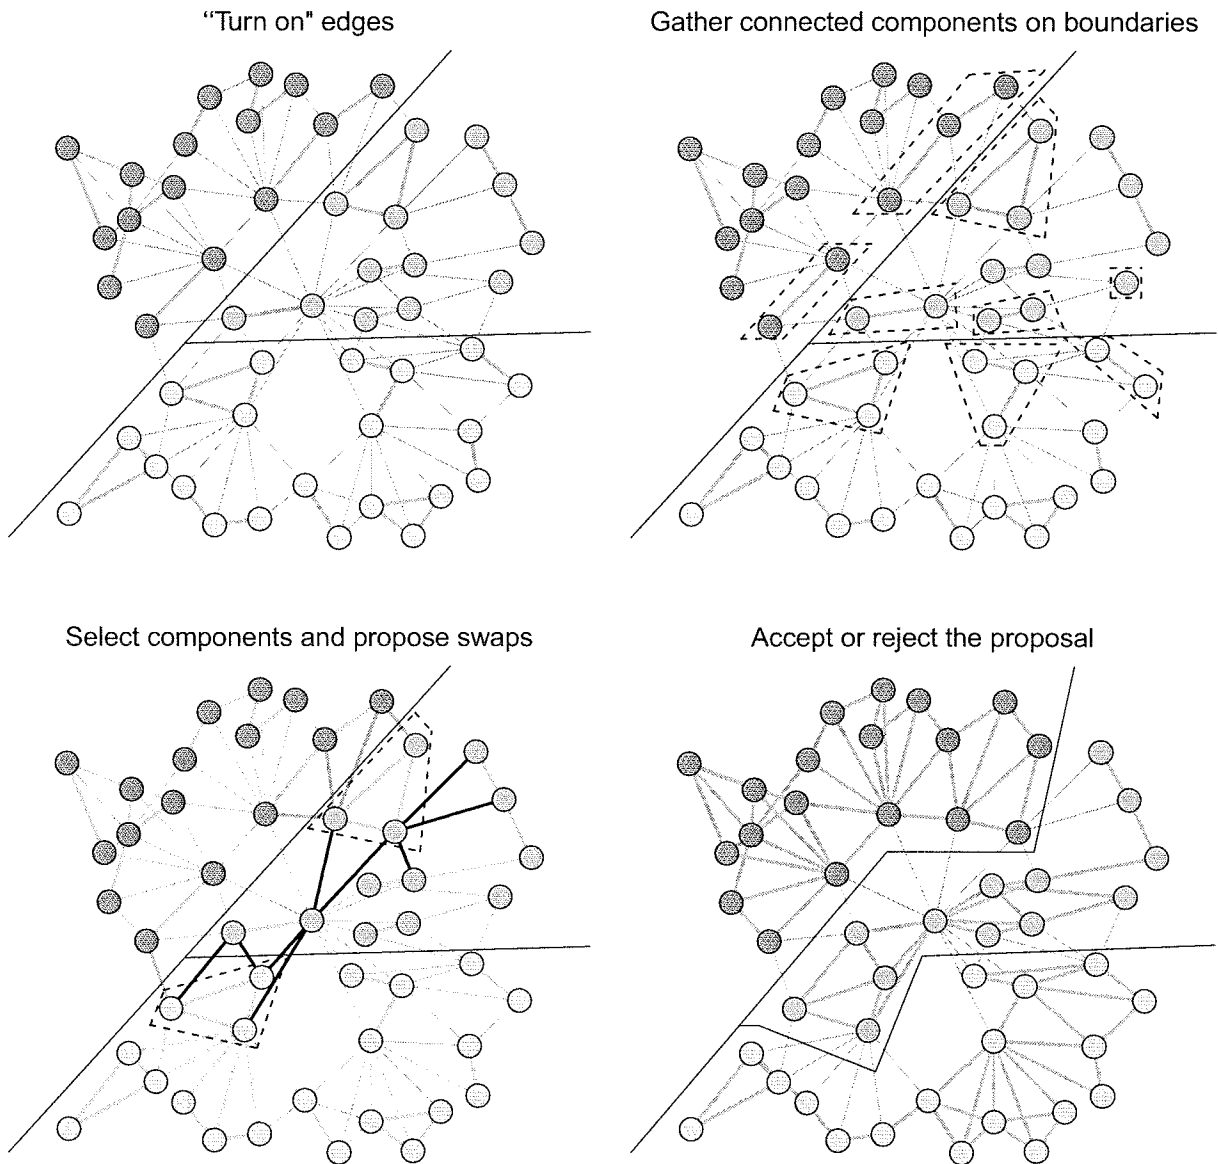 “Turn on" edges
Gather connected components on boundaries
Select components and propose swaps
Accept or reject the proposal